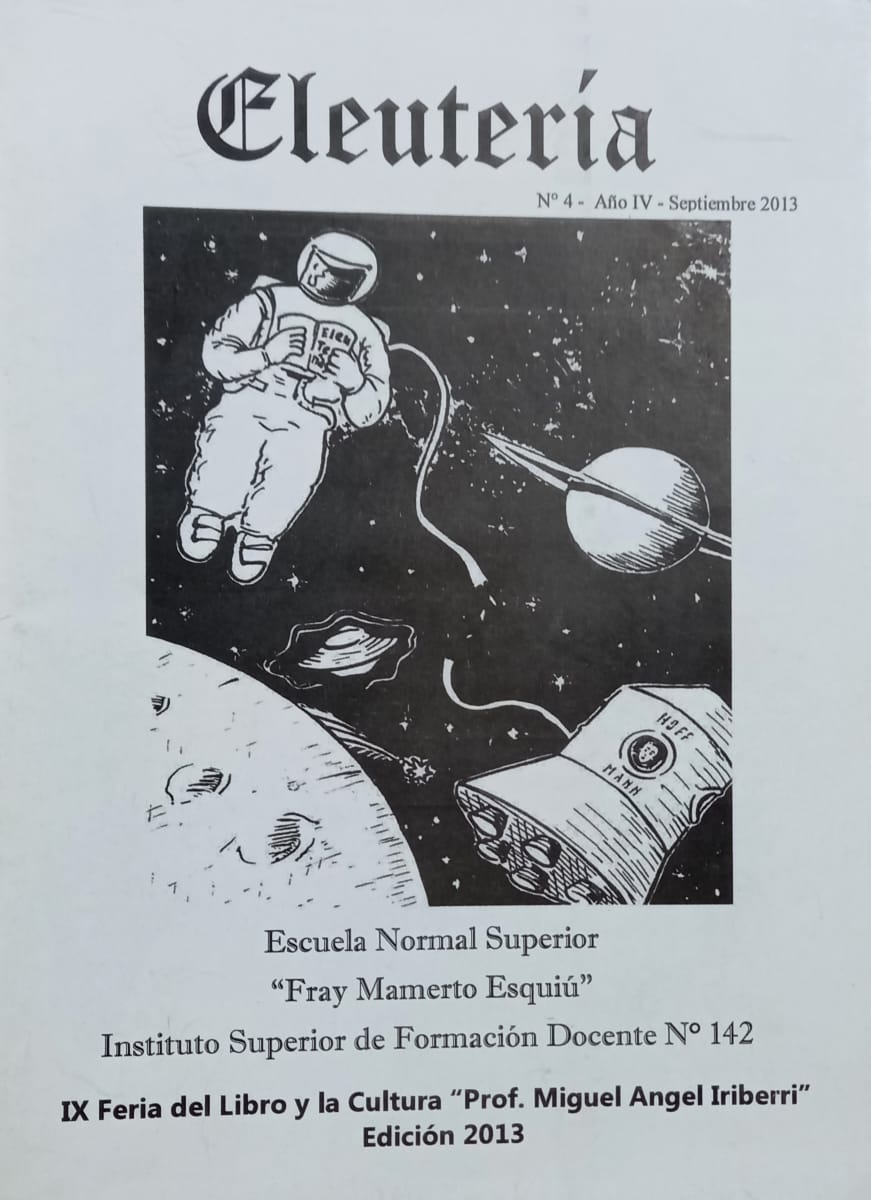 Eleutería
Nº 4 - Año IV - Septiembre 2013
Eleu
Te
HOFF
MANN
Escuela Normal Superior
“Fray Mamerto Esquiú”
Instituto Superior de Formación Docente Nº 142
IX Feria del Libro y la Cultura “Prof. Miguel Angel Iriberri”
Edición 2013